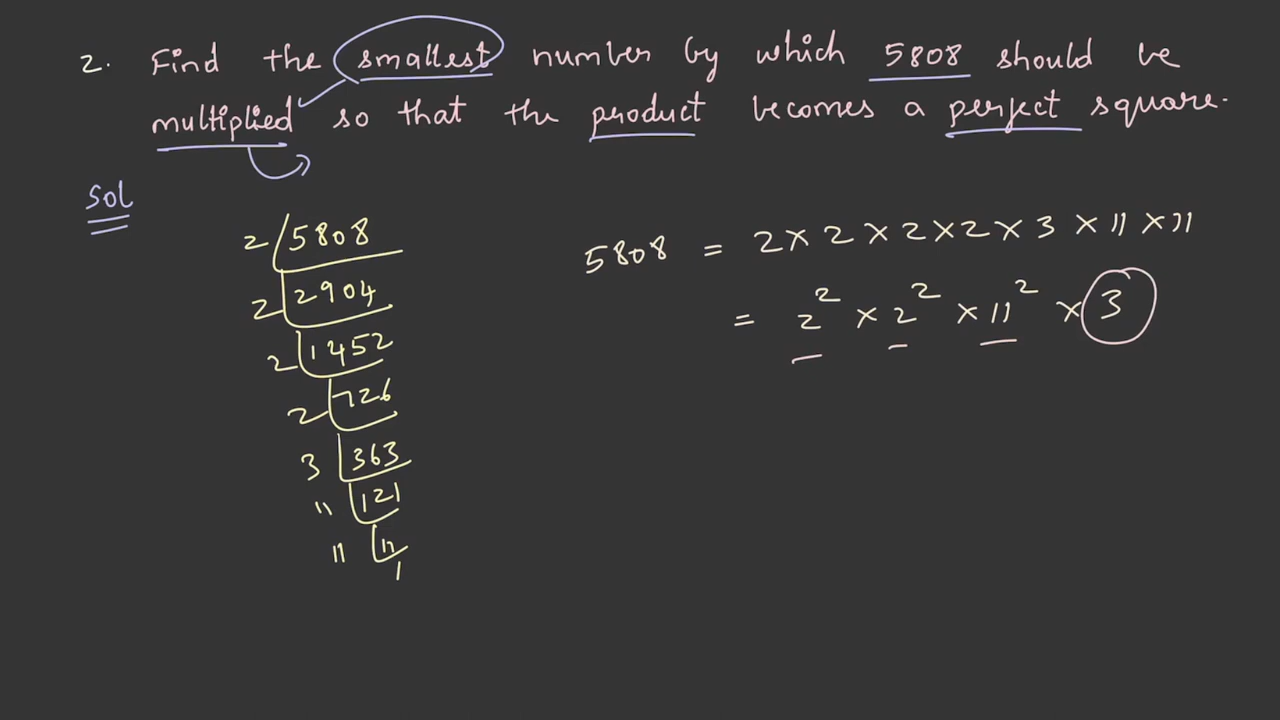 2. Find the smallest number by which 5808 should be
multiplied so that the product becomes a perfect square.
Sol
2 5808
2 2904
2 1452
2 726
3 363
11 121
11 11
1
5808 = 2 × 2 × 2 × 2 × 3 × 11 × 11
= 2² × 2² × 11² × 3